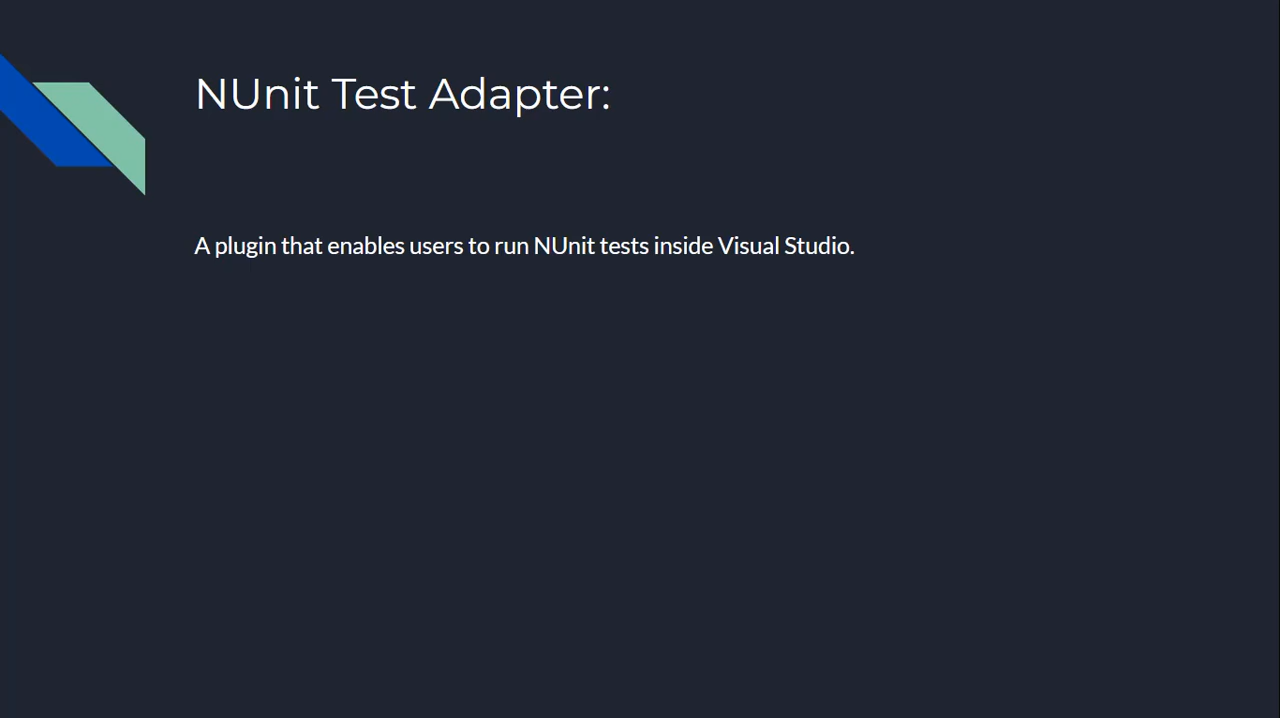 NUnit Test Adapter:
A plugin that enables users to run NUnit tests inside Visual Studio.